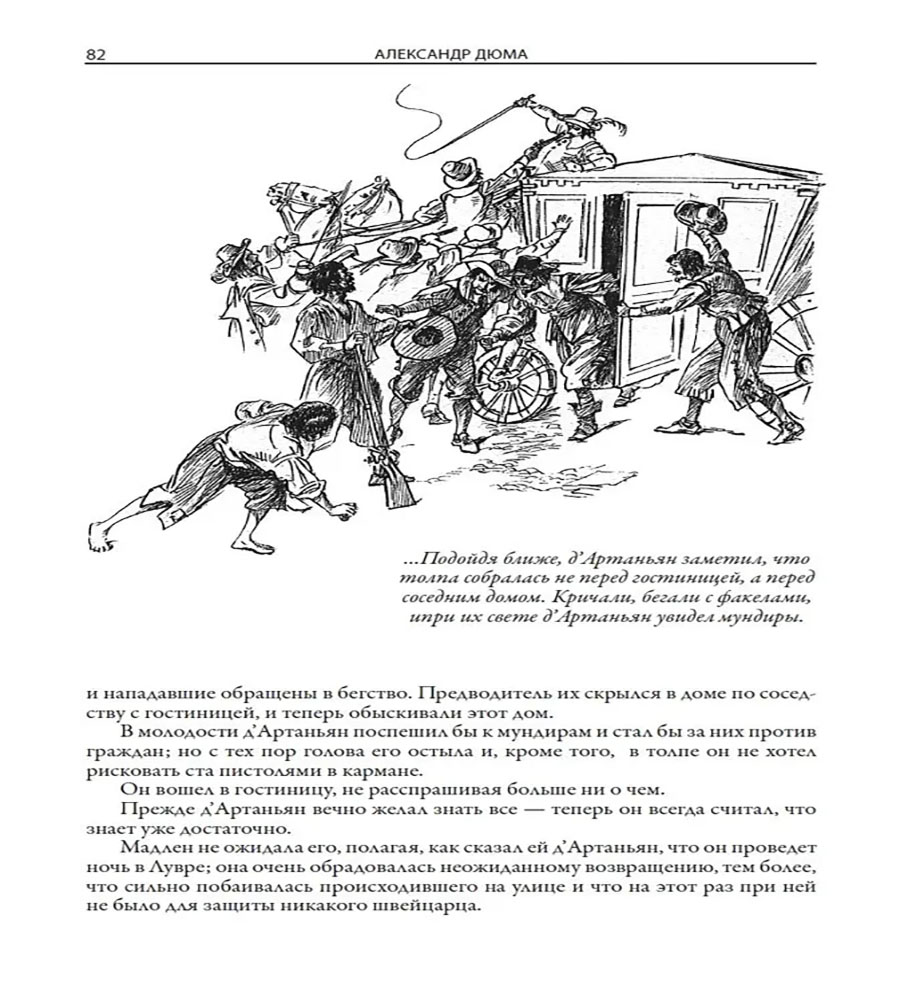 82
АЛЕКСАНДР ДЮМА
...Подойдя ближе, д’Артаньян заметил, что
толпа собралась не перед гостиницей, а перед
соседним домом. Кричали, бегали с факелами,
ипри их свете д’Артаньян увидел мундиры.
и нападавшие обращены в бегство. Предводитель их скрылся в доме по сосед-
ству с гостиницей, и теперь обыскивали этот дом.
В молодости д’Артаньян поспешил бы к мундирам и стал бы за них против
граждан; но с тех пор голова его остыла и, кроме того, в толпе он не хотел
рисковать ста пистолями в кармане.
Он вошел в гостиницу, не расспрашивая больше ни о чем.
Прежде д’Артаньян вечно желал знать все — теперь он всегда считал, что
знает уже достаточно.
Мадлен не ожидала его, полагая, как сказал ей д’Артаньян, что он проведет
ночь в Лувре; она очень обрадовалась неожиданному возвращению, тем более,
что сильно побаивалась происходившего на улице и что на этот раз при ней
не было для защиты никакого швейцарца.